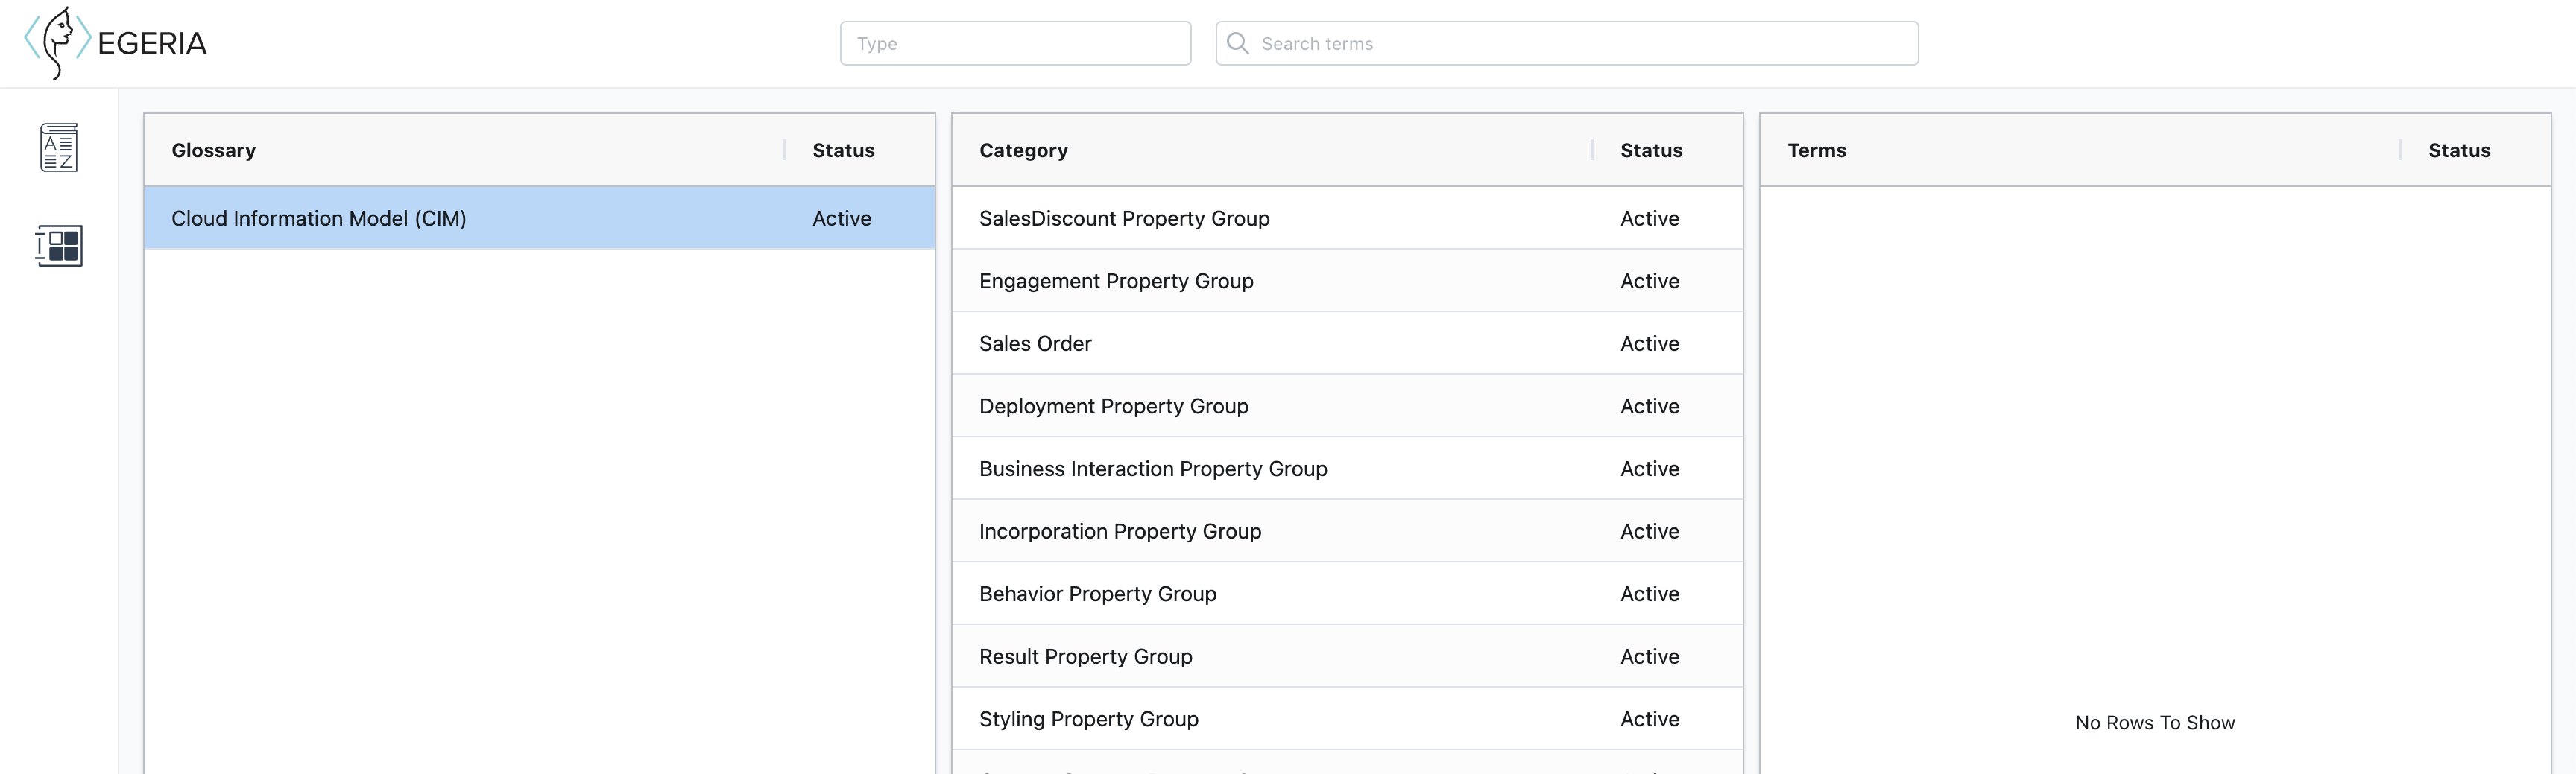 EGERIA
Type
Search terms
Glossary Status
Cloud Information Model (CIM) Active
Category Status
SalesDiscount Property Group Active
Engagement Property Group Active
Sales Order Active
Deployment Property Group Active
Business Interaction Property Group Active
Incorporation Property Group Active
Behavior Property Group Active
Result Property Group Active
Styling Property Group Active
Terms Status
No Rows To Show